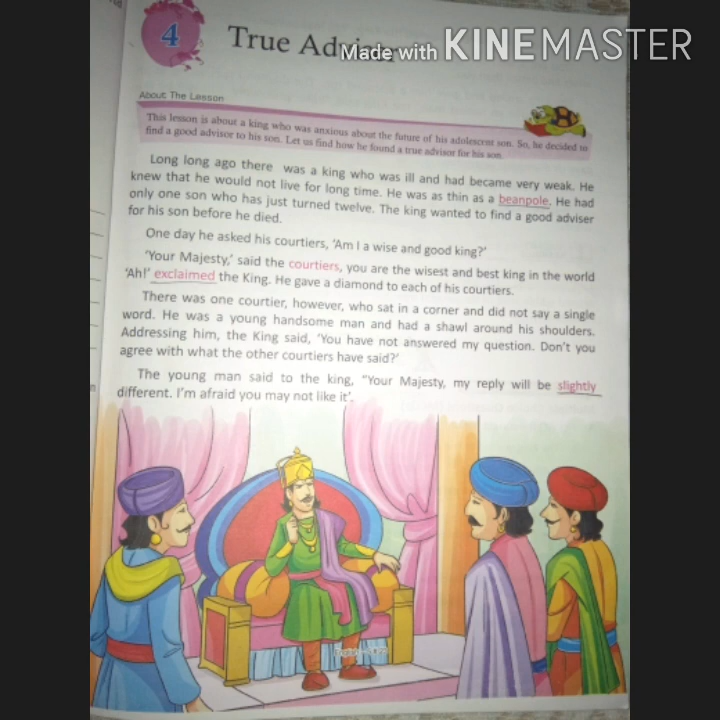 4
True Ad
Made with KINEMASTER
About The Lesson
This lesson is about a king who was anxious about the future of his adolescent son. So, he decided to
find a good advisor to his son. Let us find how he found a true advisor for his son
Long long ago there was a king who was ill and had became very weak. He
knew that he would not live for long time. He was as thin as a beanpole. He had
only one son who has just turned twelve. The king wanted to find a good adviser
for his son before he died.
One day he asked his courtiers, ‘Am I a wise and good king?’
‘Your Majesty,’ said the courtiers, you are the wisest and best king in the world
‘Ah!’ exclaimed the King. He gave a diamond to each of his courtiers.
There was one courtier, however, who sat in a corner and did not say a single
word. He was a young handsome man and had a shawl around his shoulders.
Addressing him, the King said, ‘You have not answered my question. Don’t you
agree with what the other courtiers have said?’
The young man said to the king, “Your Majesty, my reply will be slightly
different. I’m afraid you may not like it’.